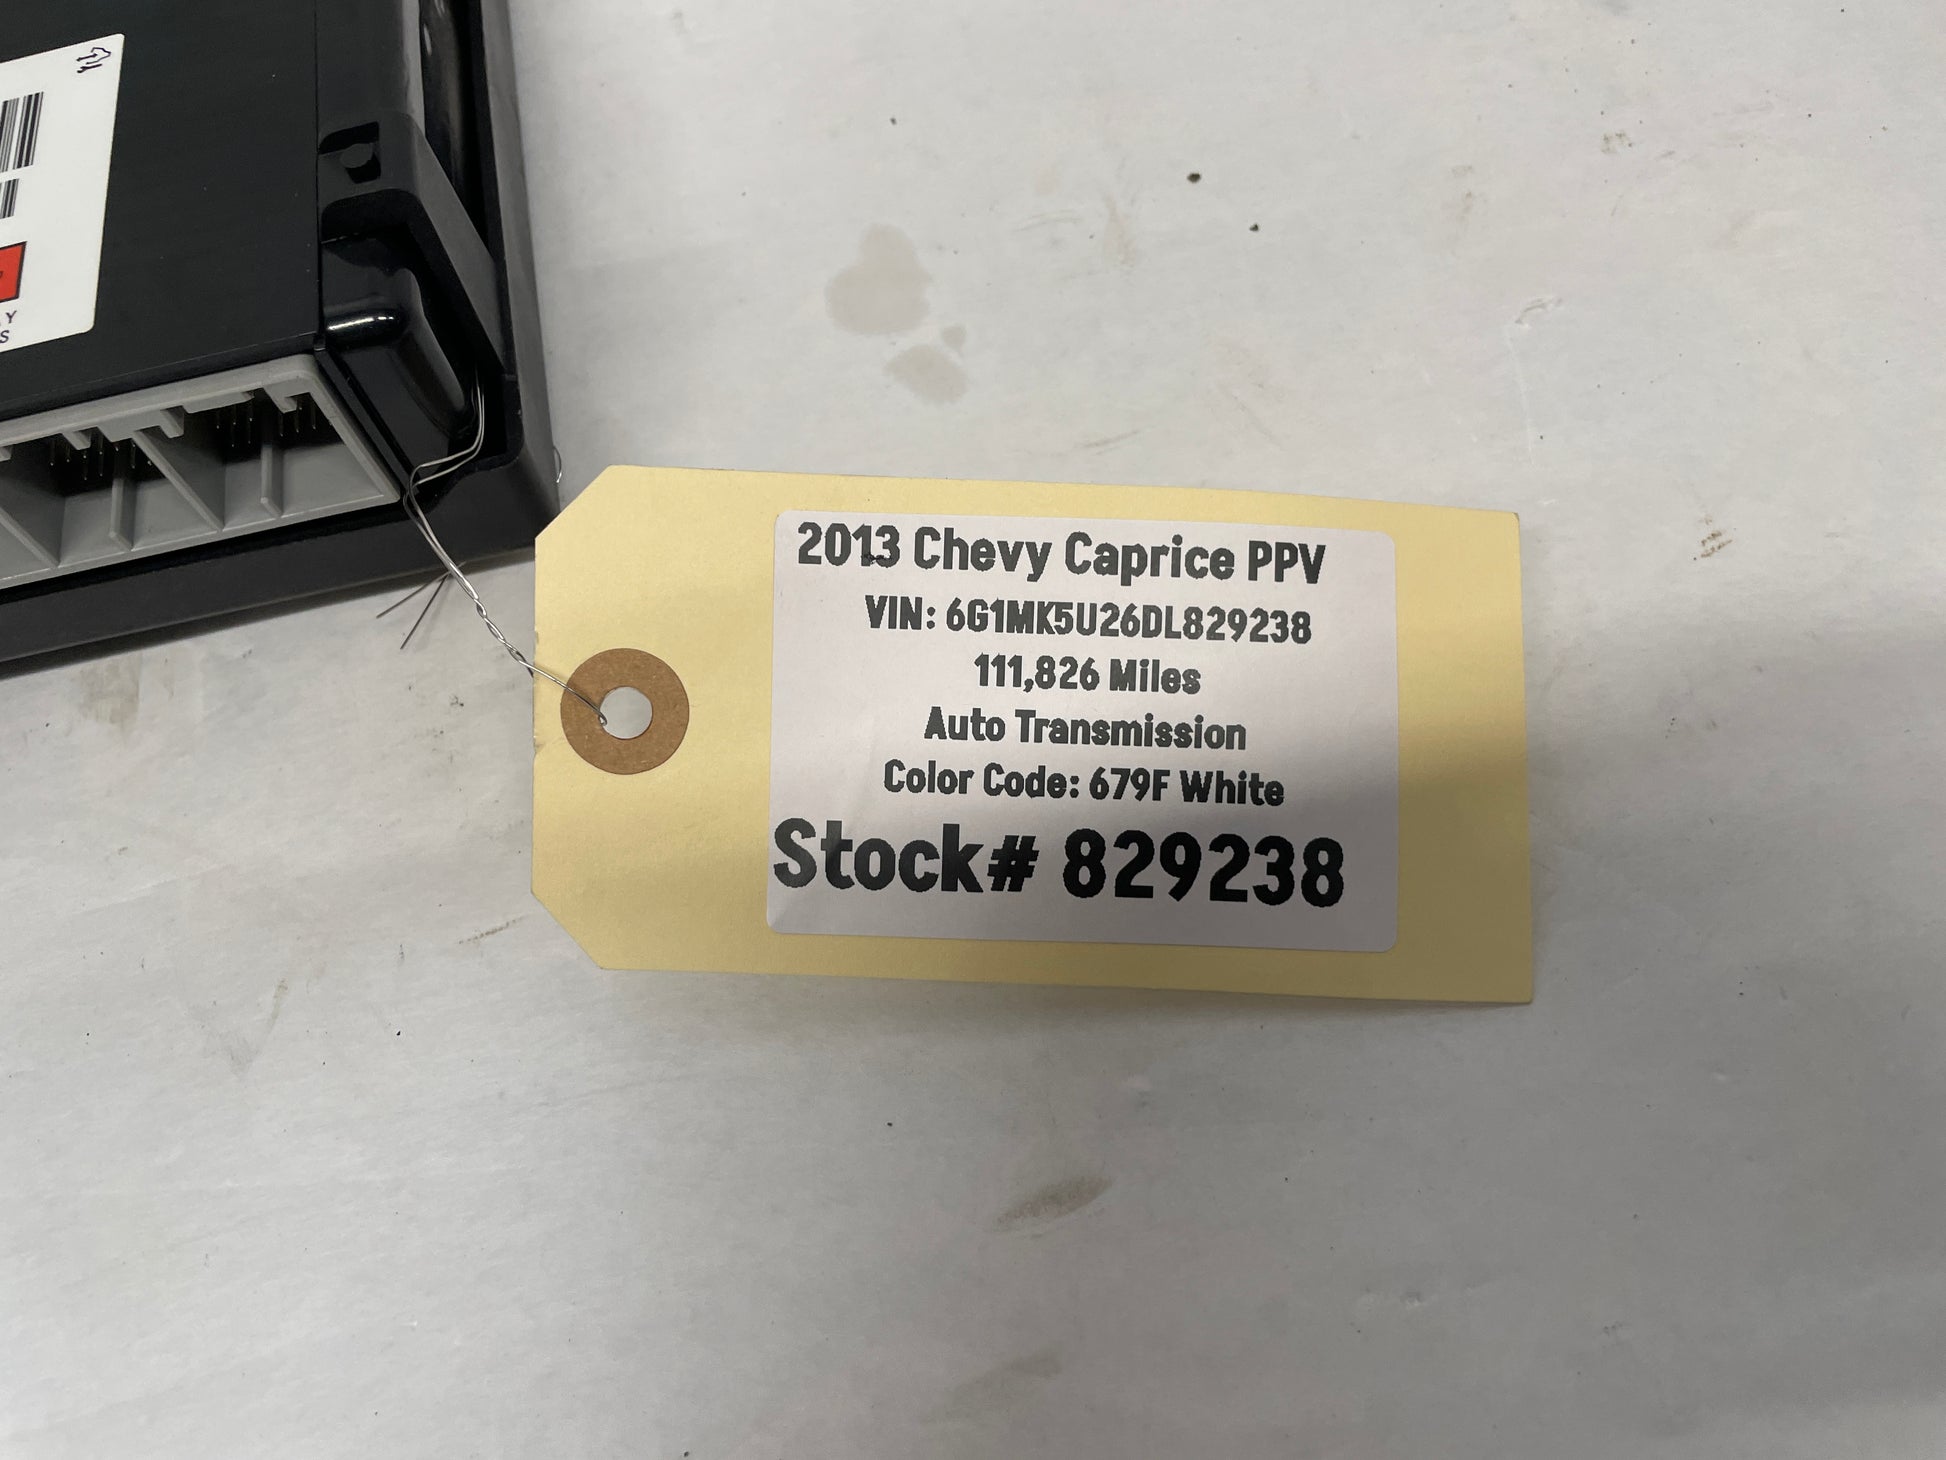 Y
S
2013 Chevy Caprice PPV
VIN: 6G1MK5U26DL829238
111,826 Miles
Auto Transmission
Color Code: 679F White
Stock# 829238